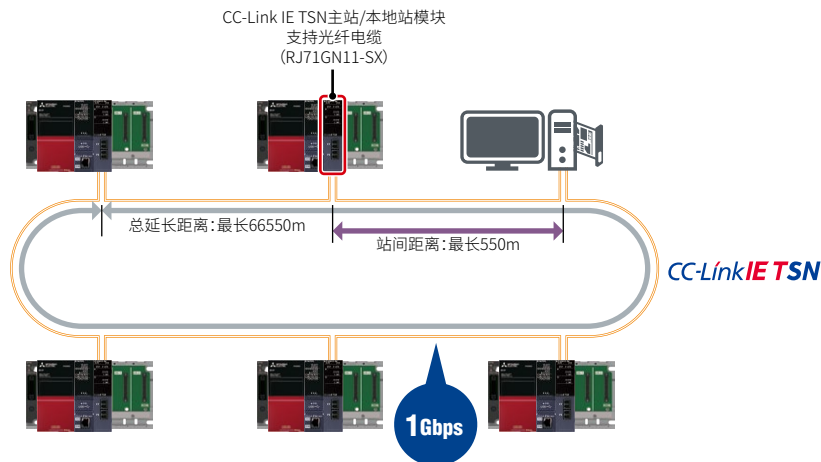 CC-Link IE TSN主站/本地站模块
支持光纤电缆
（RJ71GN11-SX）
总延长距离：最长66550m
站间距离：最长550m
CC-Link IE TSN
1Gbps